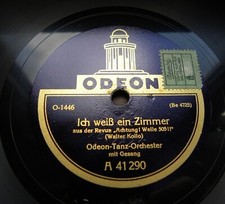 ODEON
O-1446 (Be 4723)
Ich weiß ein Zimmer
aus der Revue „Achtung! Welle 505!!"
(Walter Kollo)
Odeon-Tanz-Orchester
mit Gesang
A 41290